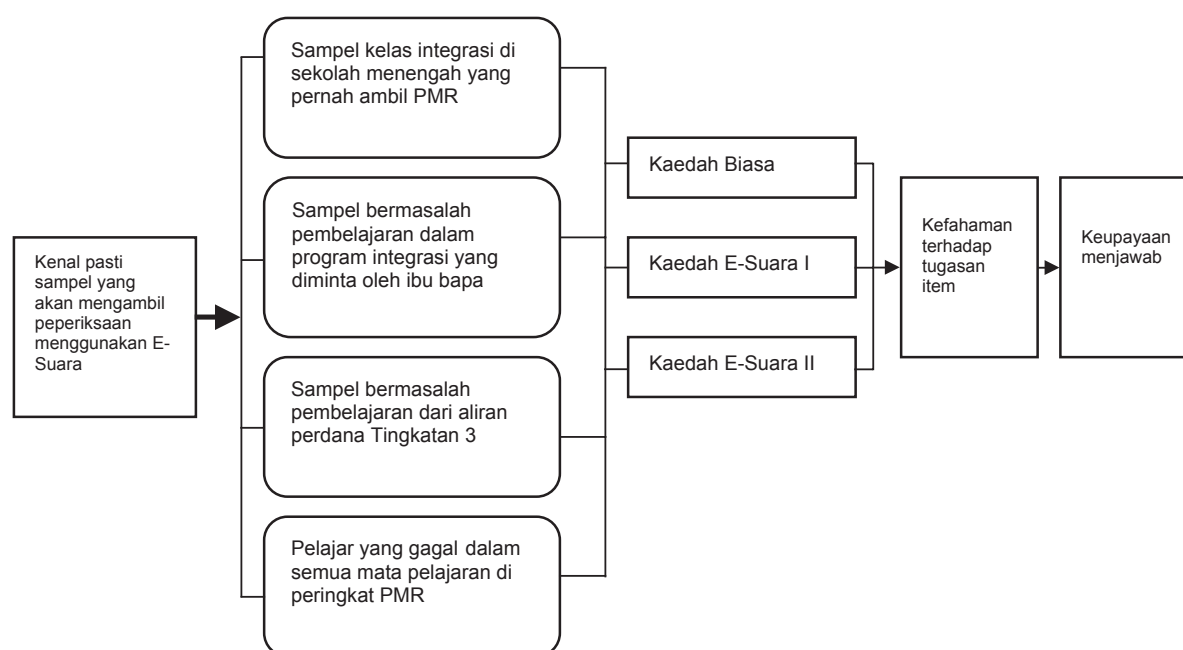 Kenal pasti
sampel yang
akan mengambil
peperiksaan
menggunakan E-
Suara
Sampel kelas integrasi di
sekolah menengah yang
pernah ambil PMR
Sampel bermasalah
pembelajaran dalam
program integrasi yang
diminta oleh ibu bapa
Sampel bermasalah
pembelajaran dari aliran
perdana Tingkatan 3
Pelajar yang gagal dalam
semua mata pelajaran di
peringkat PMR
Kaedah Biasa
Kaedah E-Suara I
Kaedah E-Suara II
Kefahaman
terhadap
tugasan
item
Keupayaan
menjawab